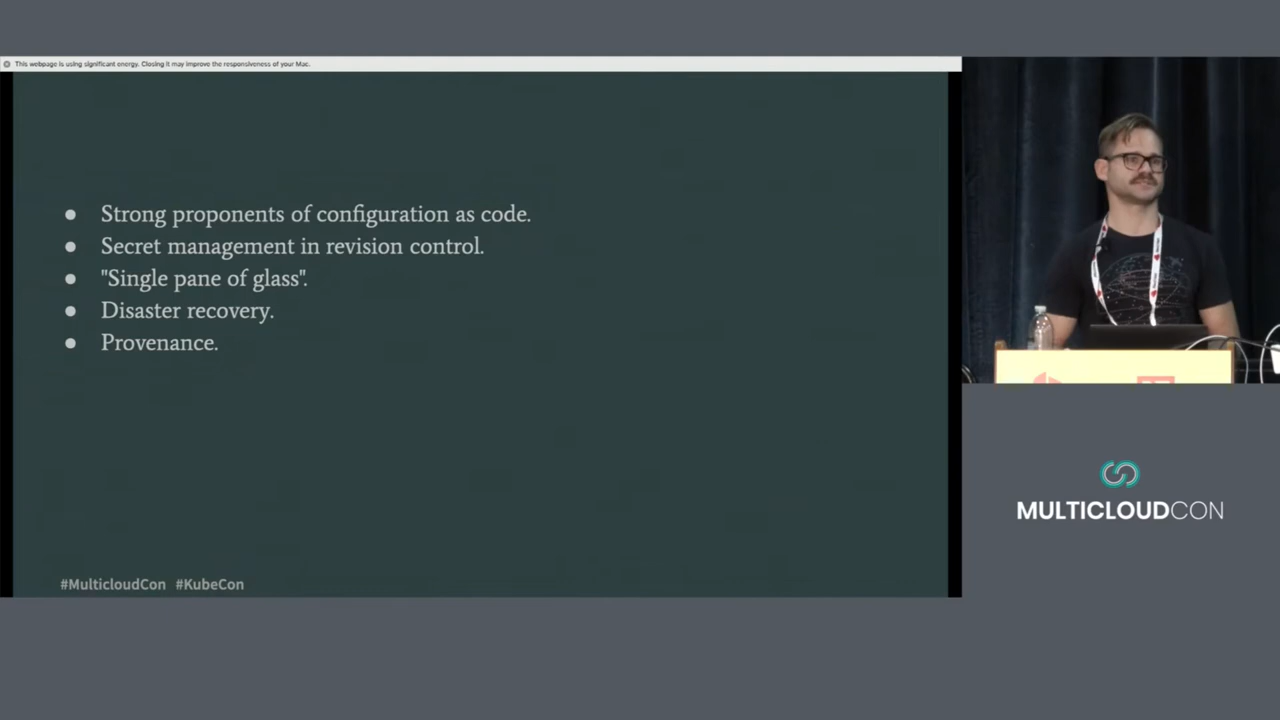 This webpage is using significant energy. Closing it may improve the responsiveness of your Mac.
● Strong proponents of configuration as code.
● Secret management in revision control.
● "Single pane of glass".
● Disaster recovery.
● Provenance.
#MulticloudCon #KubeCon
MULTICLOUDCON